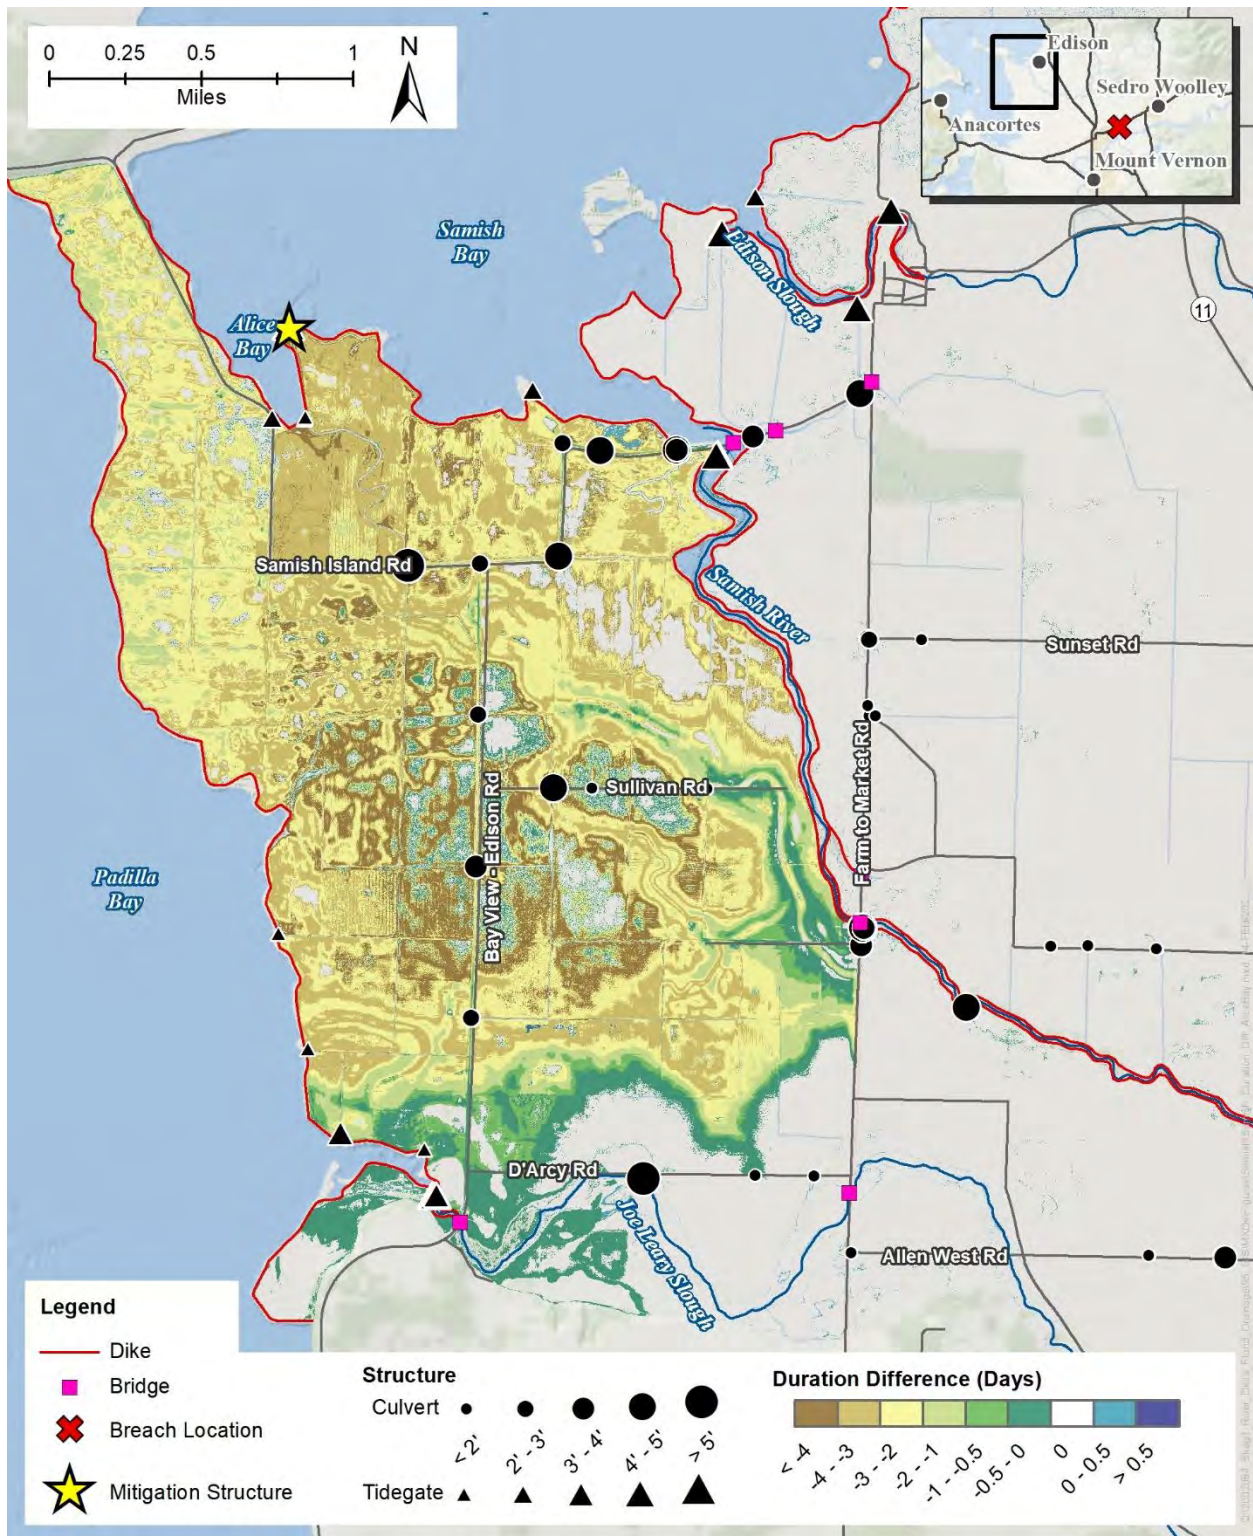 0 0.25 0.5 1
Miles
N
Edison
Sedro Woolley
Anacortes
Mount Vernon
Samish
Bay
Edison Slough
11
Alice
Bay
Samish Island Rd
Samish River
Sunset Rd
Farm to Market Rd
Sullivan Rd
Bay View - Edison Rd
Padilla
Bay
D'Arcy Rd
Joe Leary Slough
Allen West Rd
Legend
Dike
Bridge
Breach Location
Mitigation Structure
Structure
Culvert
< 2' 2' - 3' 3' - 4' 4' - 5' > 5'
Tidegate
Duration Difference (Days)
< -4 -4 - -3 -3 - -2 -2 - -1 -1 - -0.5 -0.5 - 0 0 0 - 0.5 > 0.5